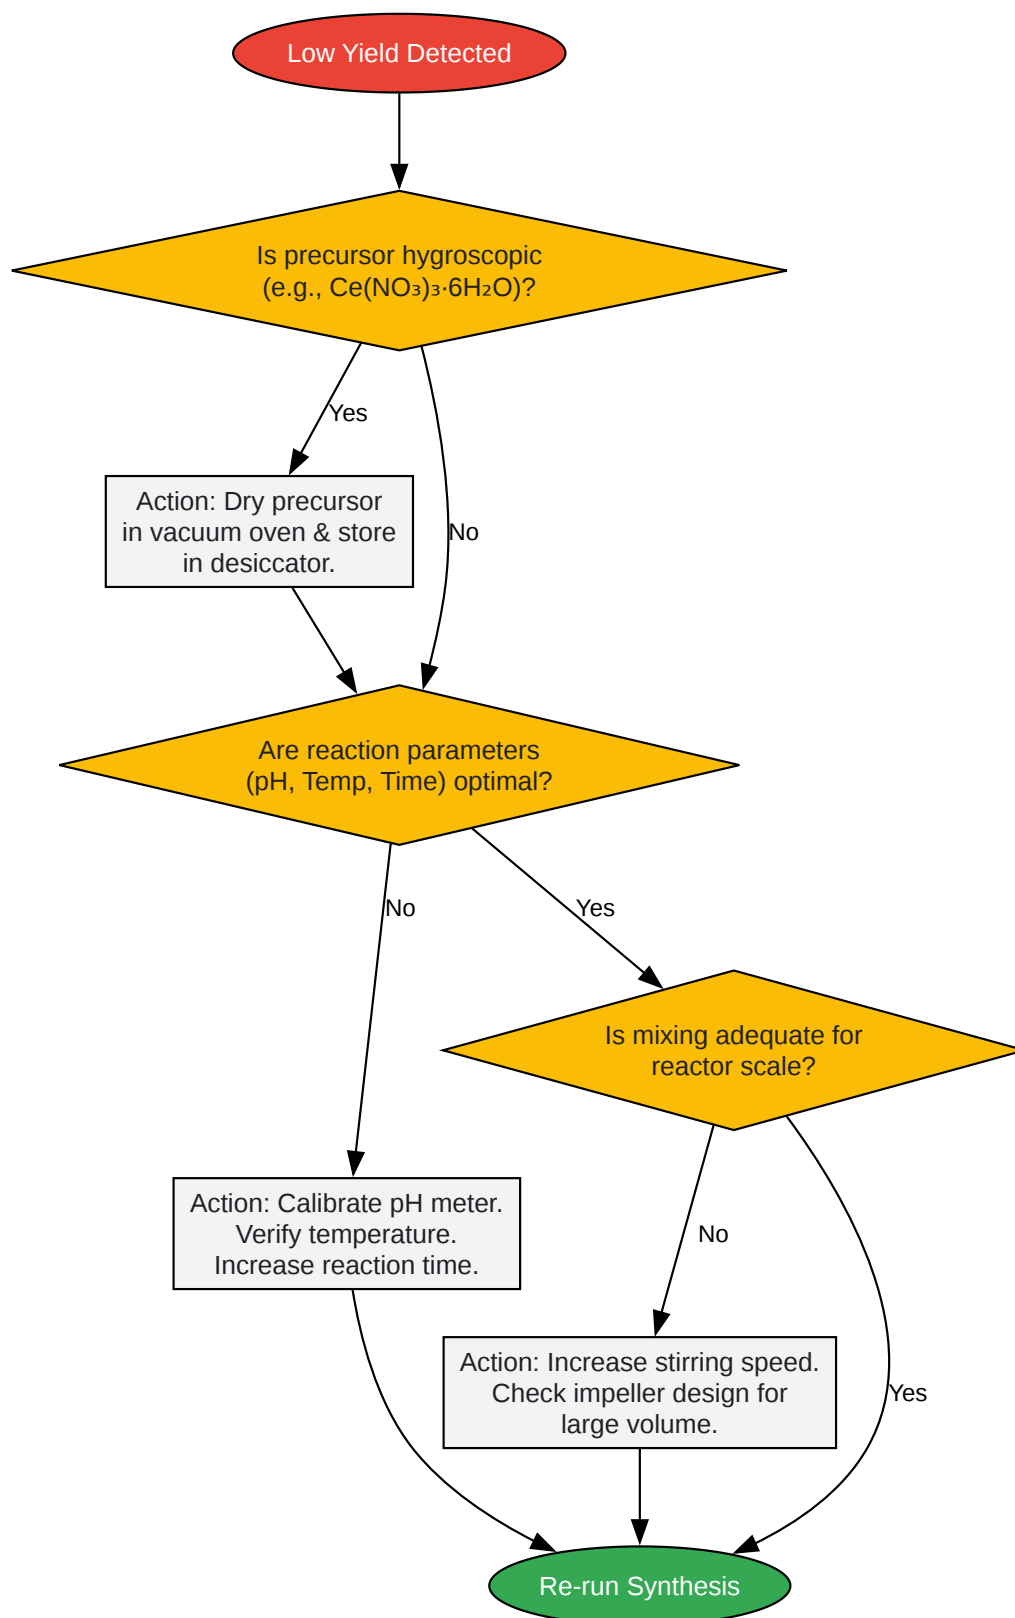 Low Yield Detected
Is precursor hygroscopic
(e.g., Ce(NO₃)₃·6H₂O)?
Yes
Action: Dry precursor
in vacuum oven & store
in desiccator.
No
Are reaction parameters
(pH, Temp, Time) optimal?
No
Yes
Is mixing adequate for
reactor scale?
Action: Calibrate pH meter.
Verify temperature.
Increase reaction time.
No
Action: Increase stirring speed.
Check impeller design for
large volume.
Yes
Re-run Synthesis